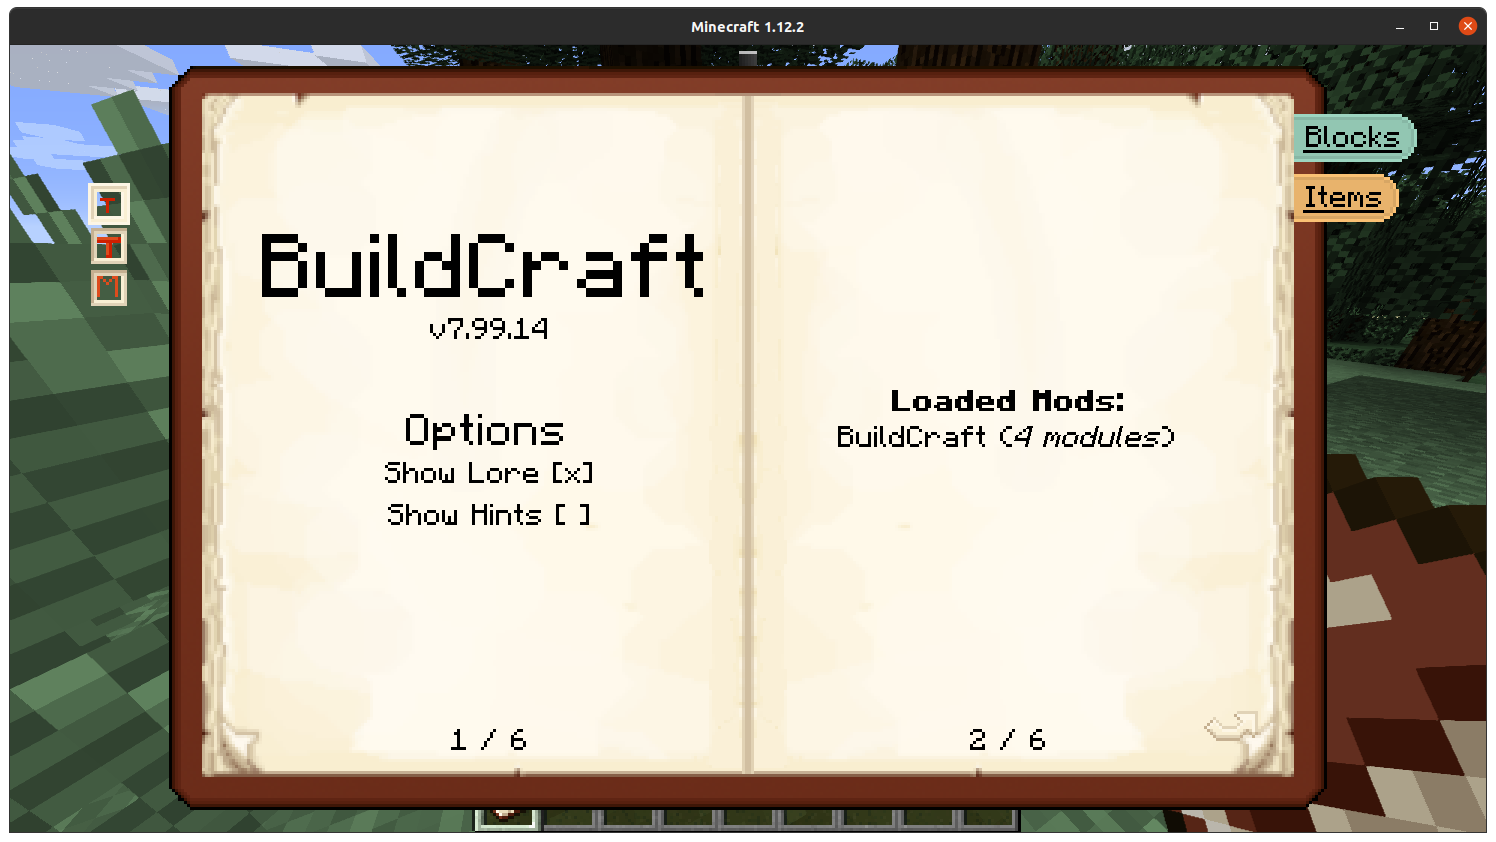 Minecraft 1.12.2
Blocks
Items
T
T
M
BuildCraft
v7.99.14
Options
Show Lore [x]
Show Hints [ ]
1 / 6
Loaded Mods:
BuildCraft (4 modules)
2 / 6